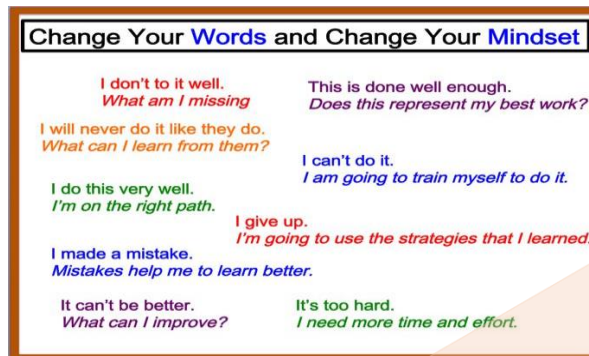 Change Your Words and Change Your Mindset
I don't to it well.
What am I missing
This is done well enough.
Does this represent my best work?
I will never do it like they do.
What can I learn from them?
I can't do it.
I am going to train myself to do it.
I do this very well.
I'm on the right path.
I give up.
I'm going to use the strategies that I learned.
I made a mistake.
Mistakes help me to learn better.
It can't be better.
What can I improve?
It's too hard.
I need more time and effort.